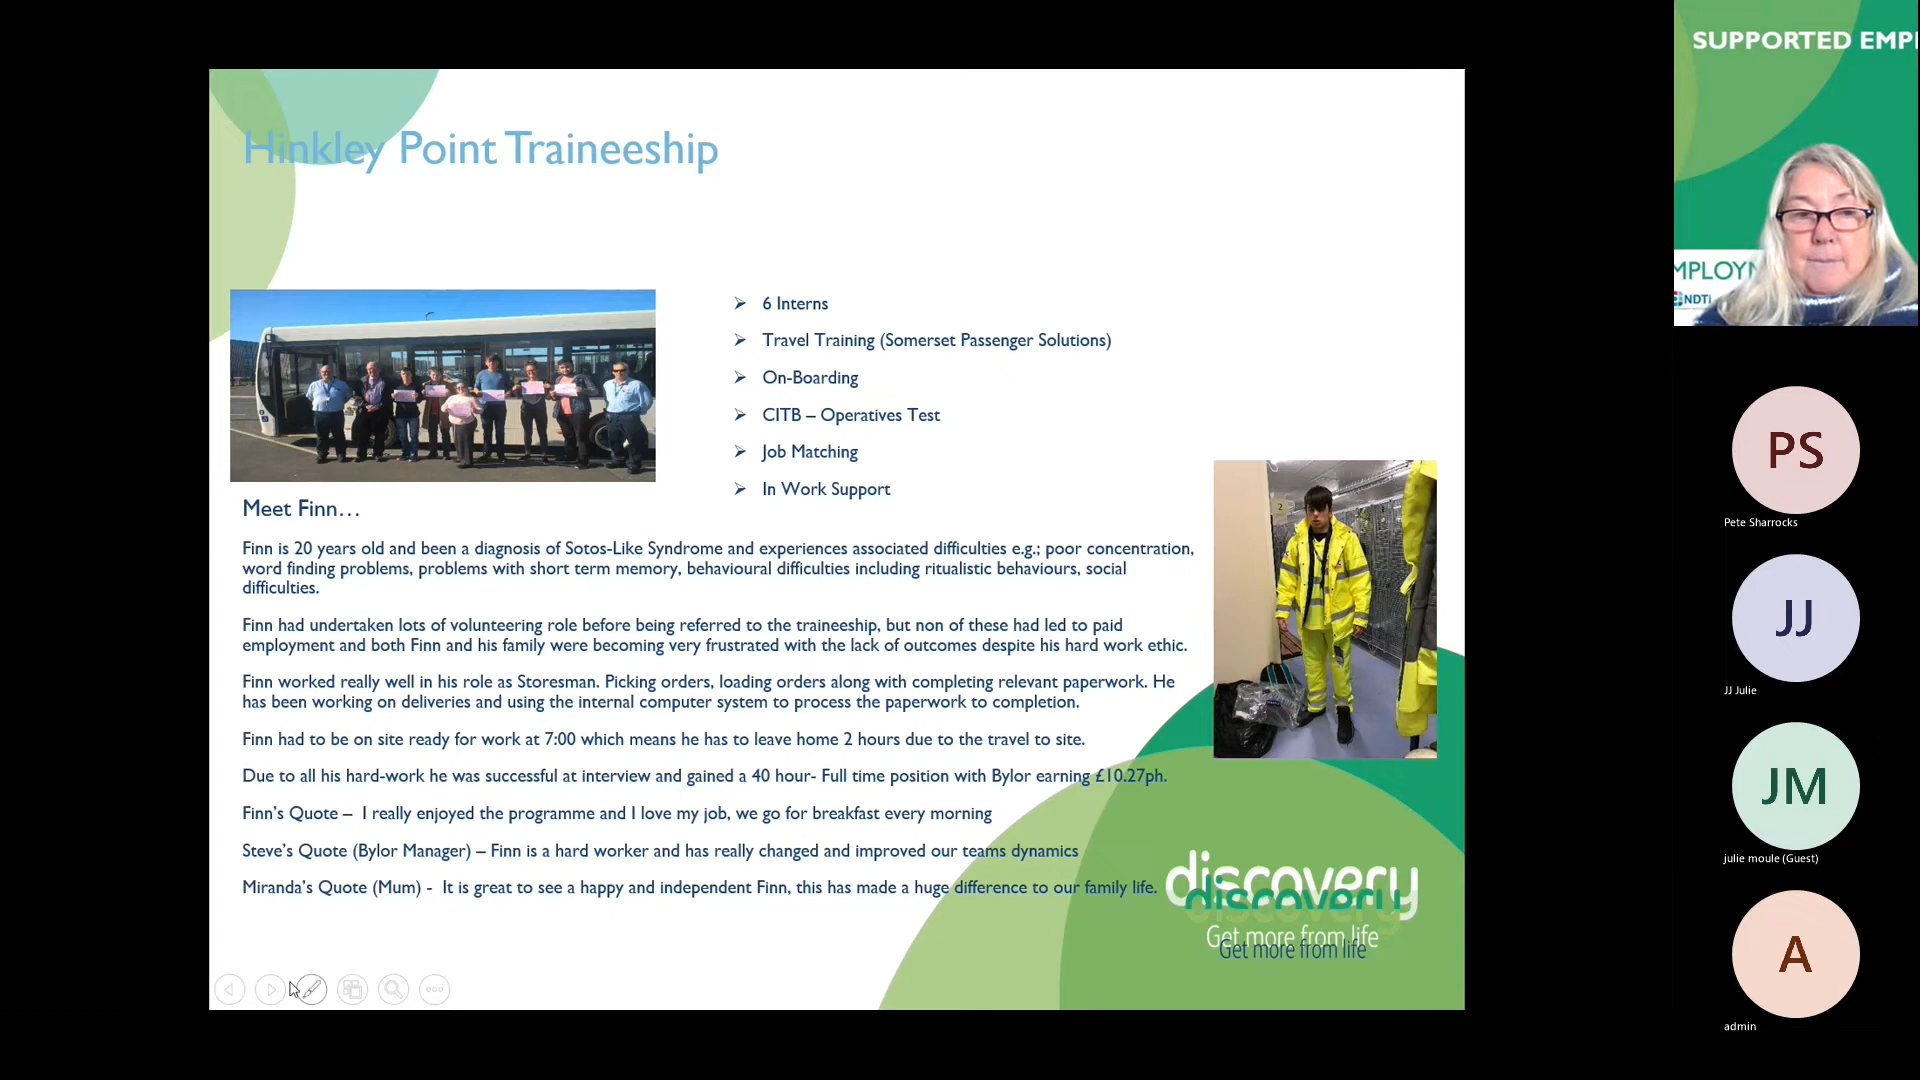 Hinkley Point Traineeship
6 Interns
Travel Training (Somerset Passenger Solutions)
On-Boarding
CITB – Operatives Test
Job Matching
In Work Support
Meet Finn…
Finn is 20 years old and been a diagnosis of Sotos-Like Syndrome and experiences associated difficulties e.g.; poor concentration,
word finding problems, problems with short term memory, behavioural difficulties including ritualistic behaviours, social
difficulties.
Finn had undertaken lots of volunteering role before being referred to the traineeship, but non of these had led to paid
employment and both Finn and his family were becoming very frustrated with the lack of outcomes despite his hard work ethic.
Finn worked really well in his role as Storesman. Picking orders, loading orders along with completing relevant paperwork. He
has been working on deliveries and using the internal computer system to process the paperwork to completion.
Finn had to be on site ready for work at 7:00 which means he has to leave home 2 hours due to the travel to site.
Due to all his hard-work he was successful at interview and gained a 40 hour- Full time position with Bylor earning £10.27ph.
Finn's Quote – I really enjoyed the programme and I love my job, we go for breakfast every morning
Steve's Quote (Bylor Manager) – Finn is a hard worker and has really changed and improved our teams dynamics
Miranda's Quote (Mum) - It is great to see a happy and independent Finn, this has made a huge difference to our family life.
2
discovery
discovery
Get more from life
Get more from life
SUPPORTED EMPL
MPLOYN
NDTi
PS
Pete Sharrocks
JJ
JJ Julie
JM
julie moule (Guest)
A
admin